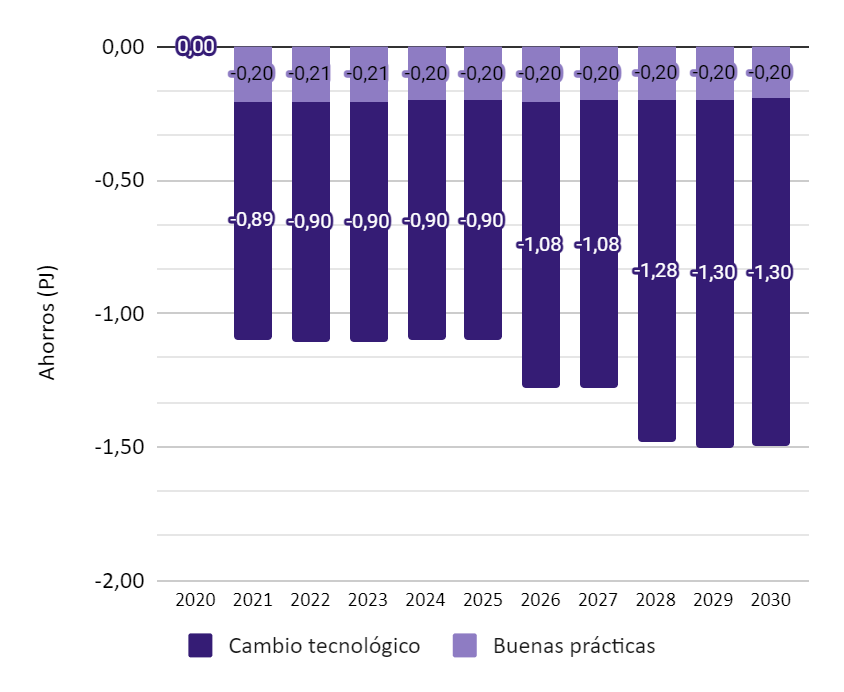 Ahorros (PJ)
0,00
-0,50
-1,00
-1,50
-2,00
0,00
-0,20 -0,21 -0,21 -0,20 -0,20 -0,20 -0,20 -0,20 -0,20 -0,20
-0,89 -0,90 -0,90 -0,90 -0,90 -1,08 -1,08 -1,28 -1,30 -1,30
2020 2021 2022 2023 2024 2025 2026 2027 2028 2029 2030
Cambio tecnológico Buenas prácticas